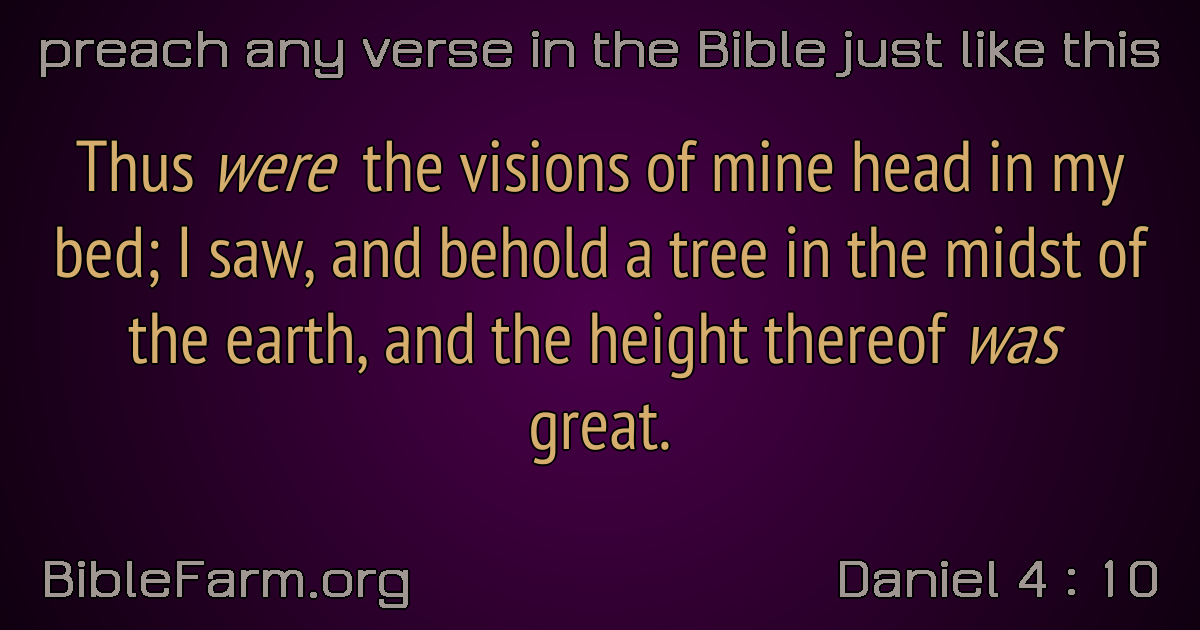 preach any verse in the Bible just like this
Thus were the visions of mine head in my
bed; I saw, and behold a tree in the midst of
the earth, and the height thereof was
great.
BibleFarm.org
Daniel 4 : 10